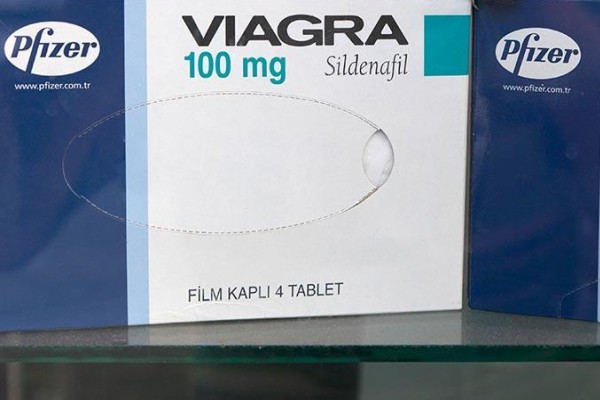 Pfizer
www.pfizer.com.tr
VIAGRA
100 mg Sildenafil
FİLM KAPLI 4 TABLET
Pfizer
www.pfizer.com.tr